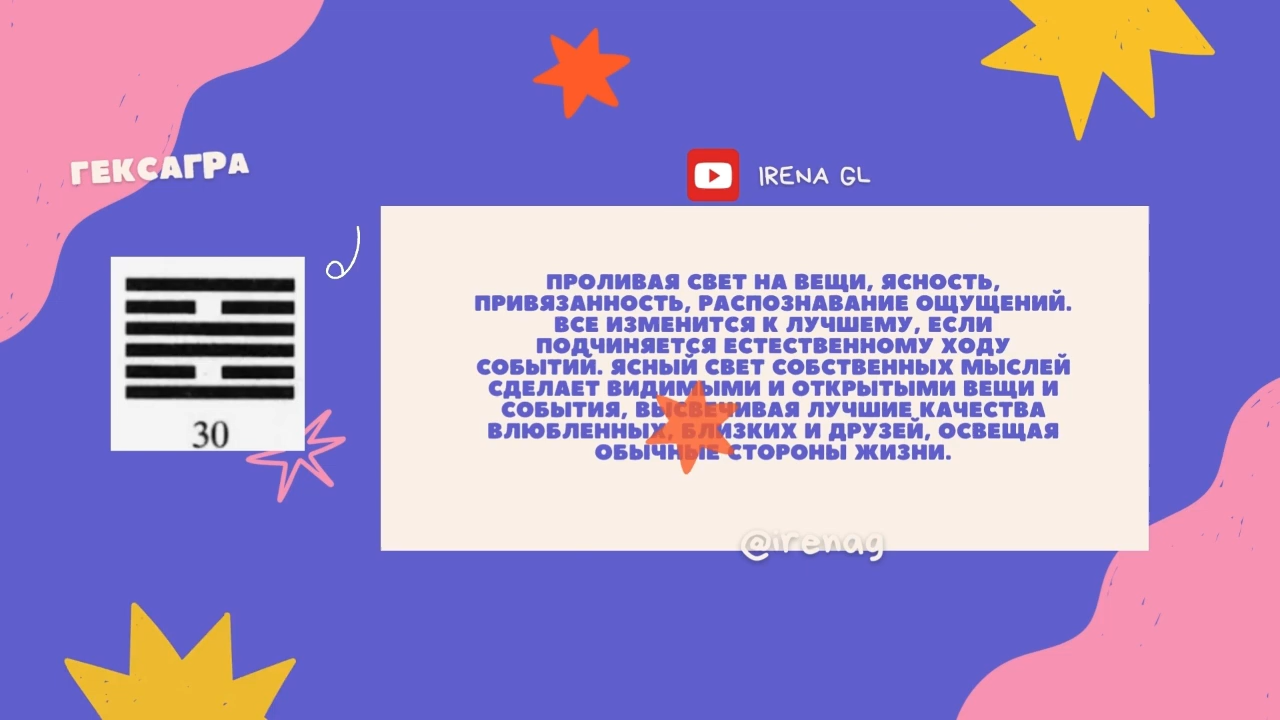 ГЕКСАГРА
IRENA GL
30
ПРОЛИВАЯ СВЕТ НА ВЕЩИ, ЯСНОСТЬ,
ПРИВЯЗАННОСТЬ, РАСПОЗНАВАНИЕ ОЩУЩЕНИЙ.
ВСЕ ИЗМЕНИТСЯ К ЛУЧШЕМУ, ЕСЛИ
ПОДЧИНЯЕТСЯ ЕСТЕСТВЕННОМУ ХОДУ
СОБЫТИЙ. ЯСНЫЙ СВЕТ СОБСТВЕННЫХ МЫСЛЕЙ
СДЕЛАЕТ ВИДИМЫМИ И ОТКРЫТЫМИ ВЕЩИ И
СОБЫТИЯ, ВЫСВЕЧИВАЯ ЛУЧШИЕ КАЧЕСТВА
ВЛЮБЛЕННЫХ, БЛИЗКИХ И ДРУЗЕЙ, ОСВЕЩАЯ
ОБЫЧНЫЕ СТОРОНЫ ЖИЗНИ.
@irenag